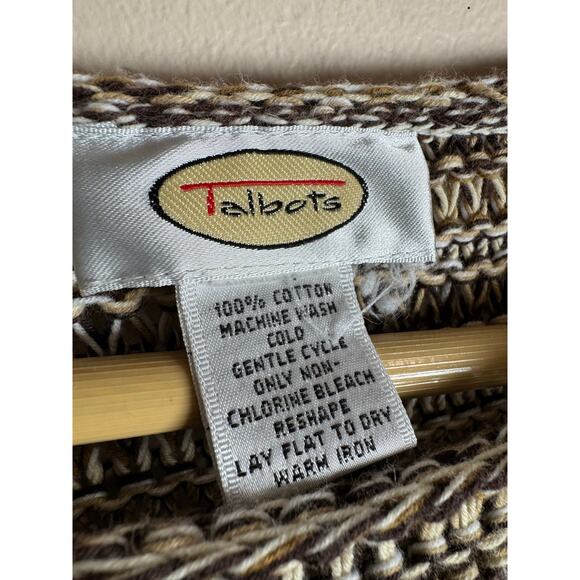 Talbots
100% COTTON
MACHINE WASH
COLD
GENTLE CYCLE
ONLY NON-
CHLORINE BLEACH
RESHAPE
LAY FLAT TO DRY
WARM IRON